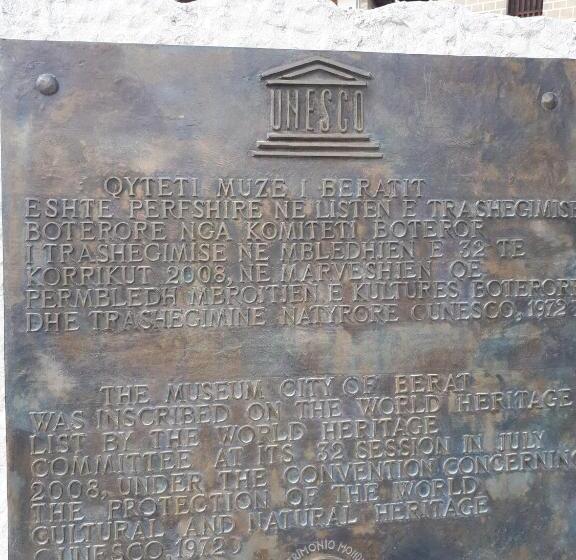 UNESCO
QYTETI MUZE I BERATIT
ESHTE PERFSHIRE NE LISTEN E TRASHEGIMISE
BOTERORE NGA KOMITETI BOTEROR
I TRASHEGIMISE NE MBLEDHJEN E 32 TE
KORRIKUT 2008, NE MARVESHJEN QE
PERMBLEDH MBROJTJEN E KULTURES BOTERORE
DHE TRASHEGIMINE NATYRORE (UNESCO, 1972
THE MUSEUM CITY OF BERAT
WAS INSCRIBED ON THE WORLD HERITAGE
LIST BY THE WORLD HERITAGE
COMMITTEE AT ITS 32 SESSION IN JULY
2008, UNDER THE CONVENTION CONCERNING
THE PROTECTION OF THE WORLD
CULTURAL AND NATURAL HERITAGE
(UNESCO, 1972)